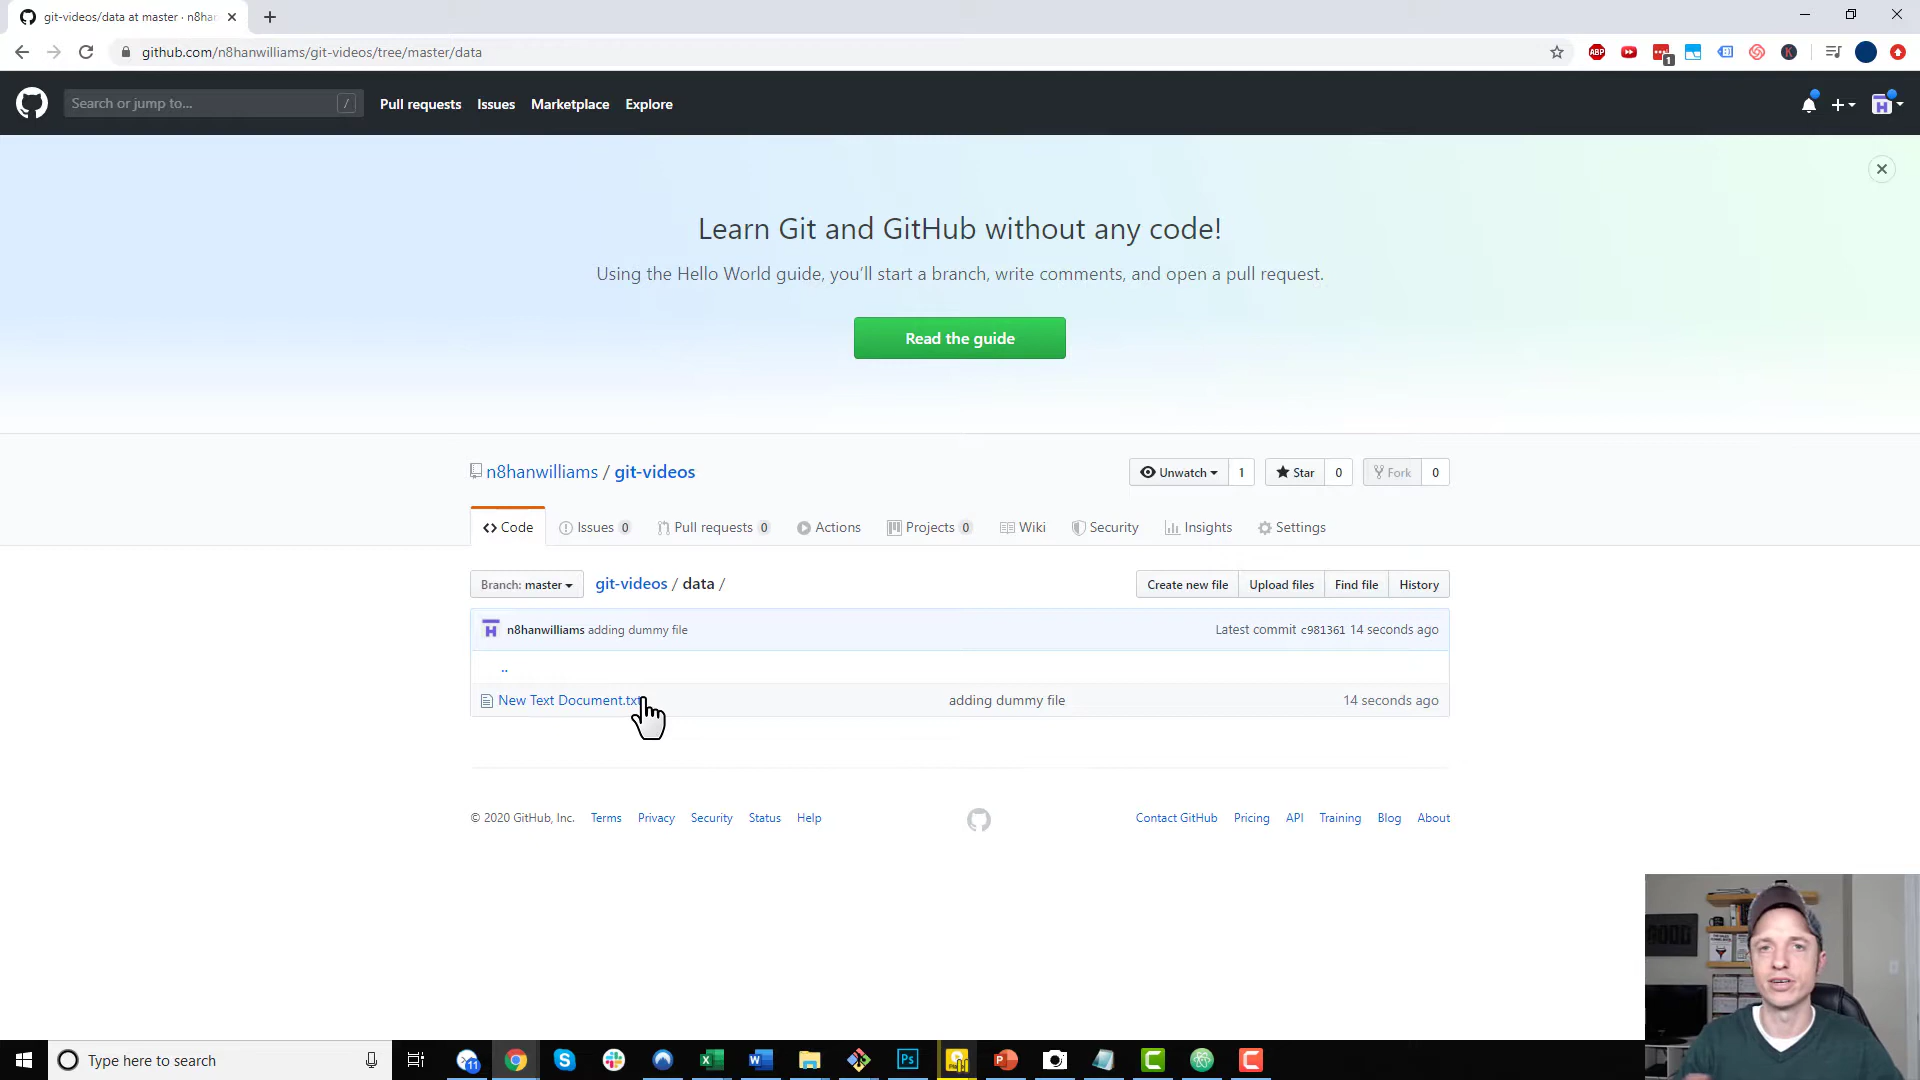 git-videos/data at master · n8han
github.com/n8hanwilliams/git-videos/tree/master/data
ABP
1
K
Search or jump to...
/
Pull requests
Issues
Marketplace
Explore
Learn Git and GitHub without any code!
Using the Hello World guide, you'll start a branch, write comments, and open a pull request.
Read the guide
n8hanwilliams / git-videos
Unwatch 1
Star 0
Fork 0
Code
Issues 0
Pull requests 0
Actions
Projects 0
Wiki
Security
Insights
Settings
Branch: master
git-videos / data /
Create new file
Upload files
Find file
History
n8hanwilliams adding dummy file
Latest commit c981361 14 seconds ago
..
New Text Document.txt
adding dummy file
14 seconds ago
© 2020 GitHub, Inc.
Terms
Privacy
Security
Status
Help
Contact GitHub
Pricing
API
Training
Blog
About
GOOD
Type here to search
11
Ps